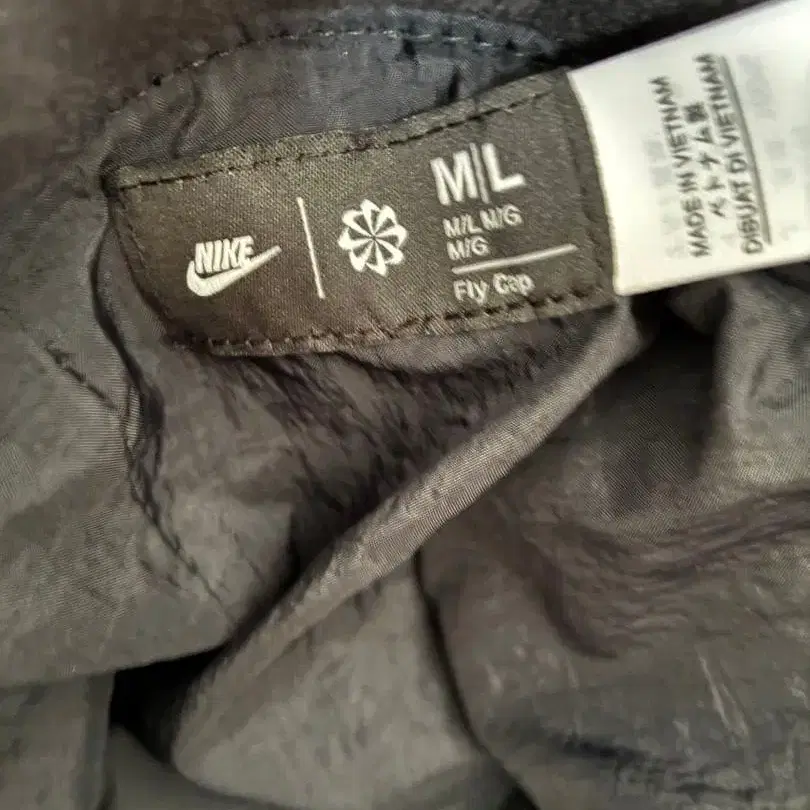 NIKE
M|L
M/L M/G
M/G
Fly Cap
MADE IN VIETNAM
ベトナム製
DIBUAT DI VIETNAM